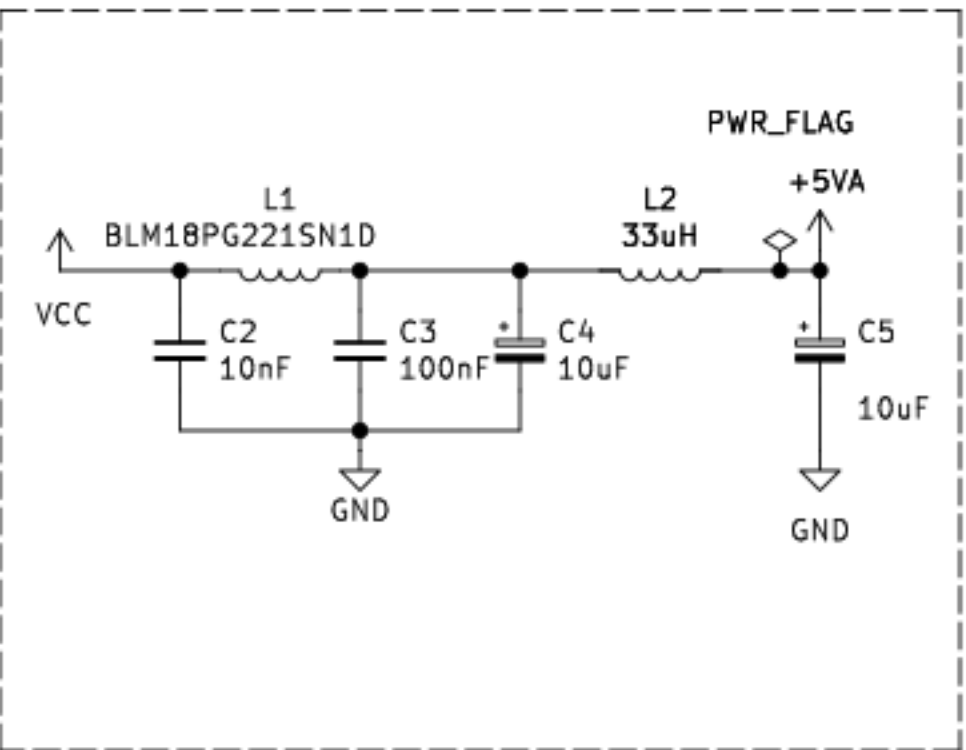 PWR_FLAG
+5VA
L1
BLM18PG221SN1D
L2
33uH
VCC
C2
10nF
C3
100nF
+
C4
10uF
+
C5
10uF
GND
GND